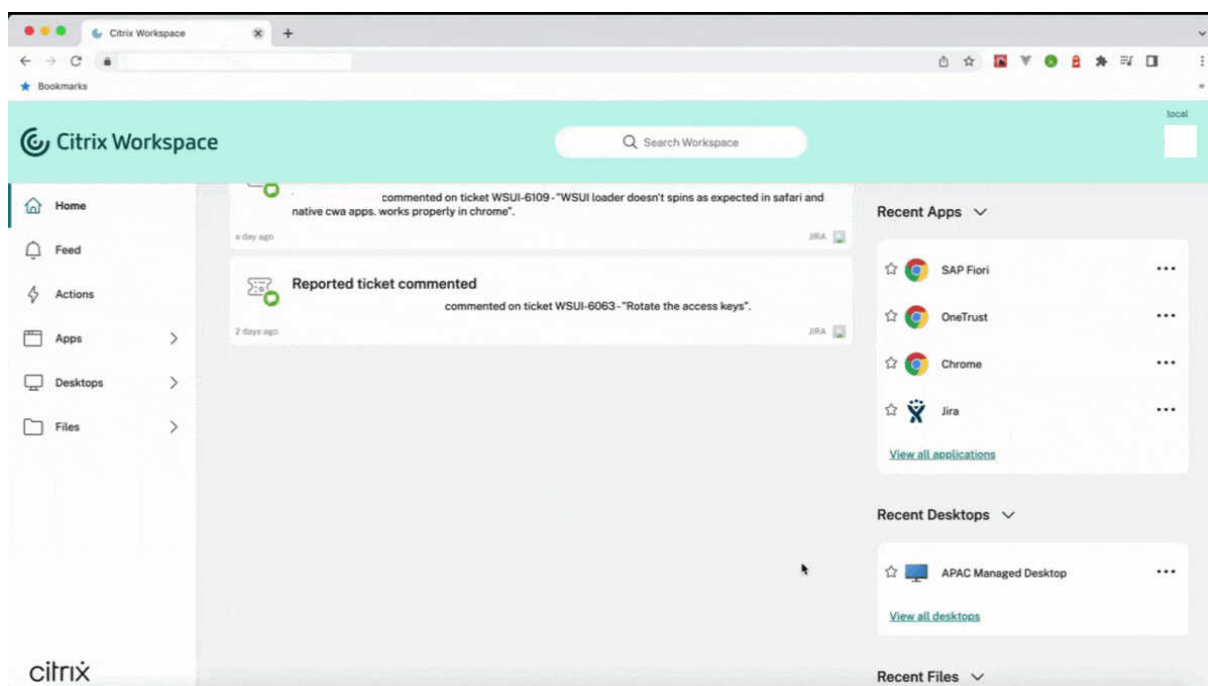 Citrix Workspace
Bookmarks
local
Citrix Workspace
Search Workspace
Home
Feed
Actions
Apps
Desktops
Files
citrix
commented on ticket WSUI-6109-"WSUI loader doesn't spins as expected in safari and
native cwa apps. works properly in chrome".
a day ago
JIRA
Reported ticket commented
commented on ticket WSUI-6063-"Rotate the access keys".
2 days ago
JIRA
Recent Apps
SAP Fiori
OneTrust
Chrome
Jira
View all applications
Recent Desktops
APAC Managed Desktop
View all desktops
Recent Files